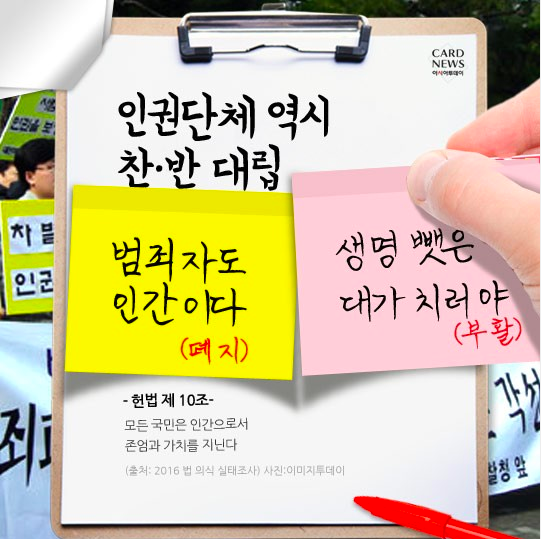 CARD
NEWS
아시아투데이
인권단체 역시
찬·반 대립
범죄자도
인간이다
(폐지)
생명 뺏은
대가 치러야
(부활)
차별
인권
각성
찰청 앞
- 헌법 제 10조-
모든 국민은 인간으로서
존엄과 가치를 지닌다
(출처: 2016 법 의식 실태조사) 사진:이미지투데이